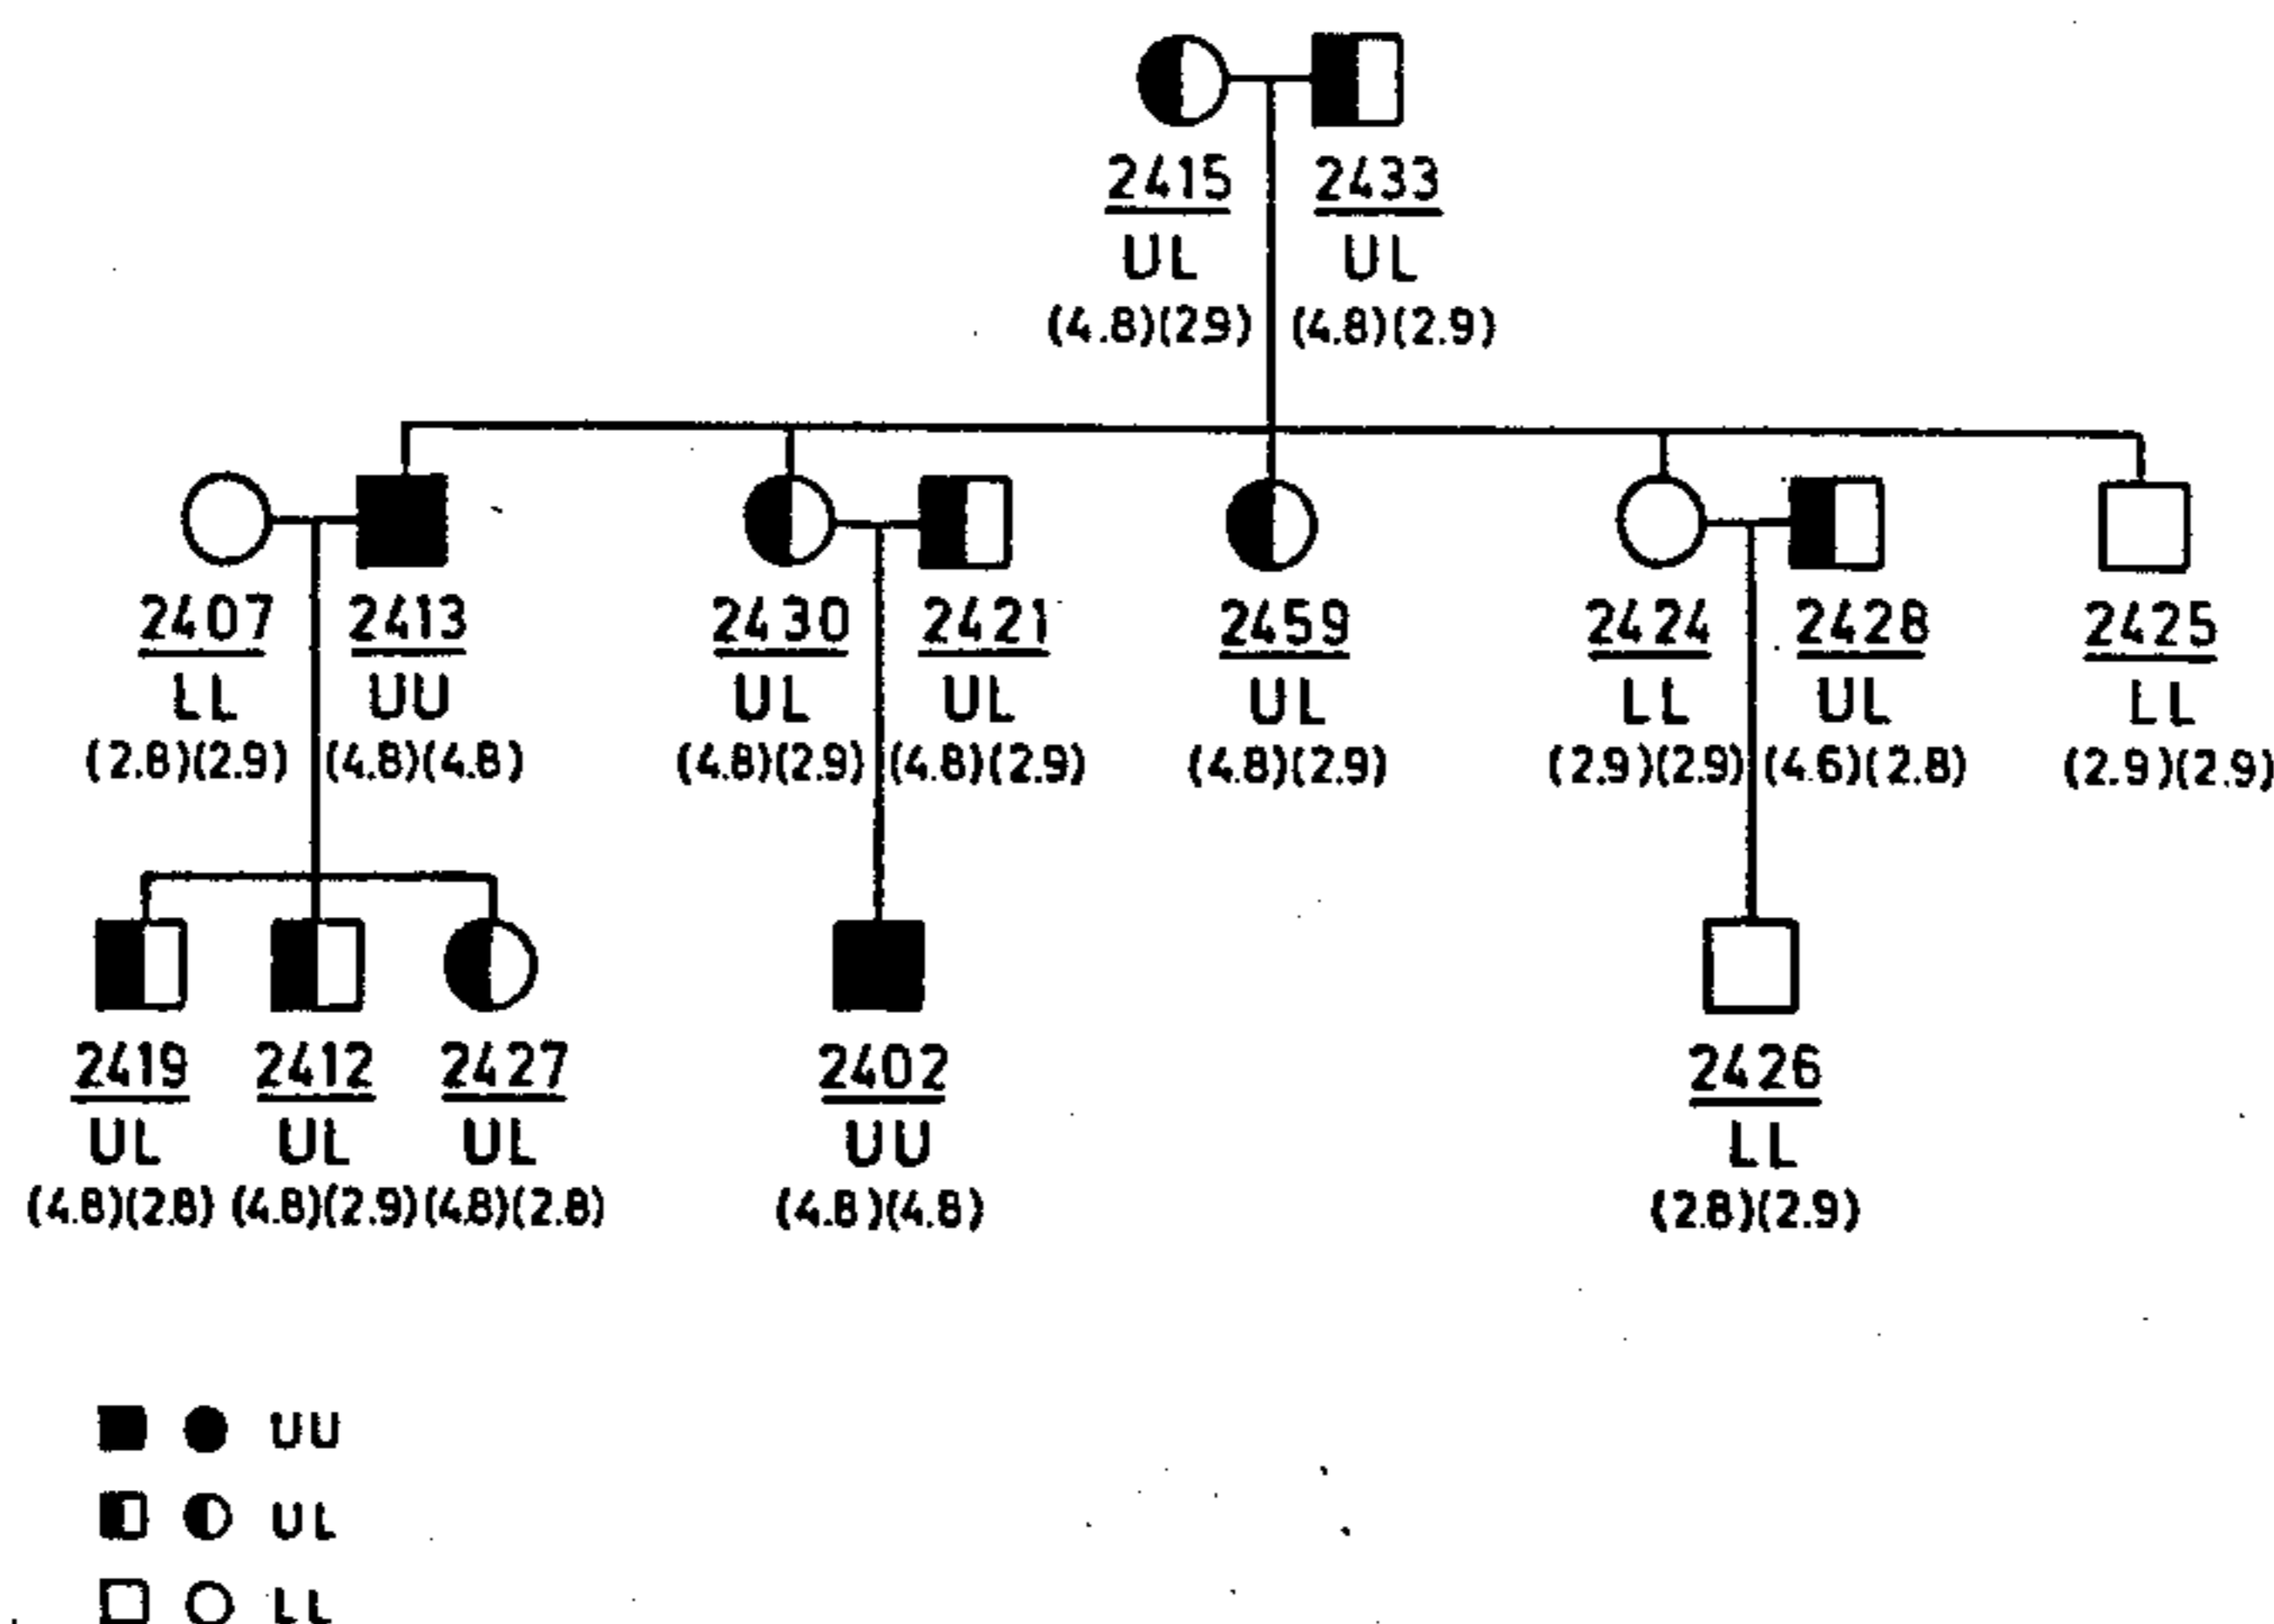 2415 2433
UL UL
(4.8)(2.9) (4.8)(2.9)
2407 2413 2430 2421 2459 2424 2428 2425
LL UU UL UL UL LL UL LL
(2.8)(2.9) (4.8)(4.8) (4.8)(2.9) (4.8)(2.9) (4.8)(2.9) (2.9)(2.9) (4.6)(2.8) (2.9)(2.9)
2419 2412 2427 2402 2426
UL UL UL UU LL
(4.8)(2.8) (4.8)(2.9) (4.8)(2.8) (4.8)(4.8) (2.8)(2.9)
UU
UL
LL